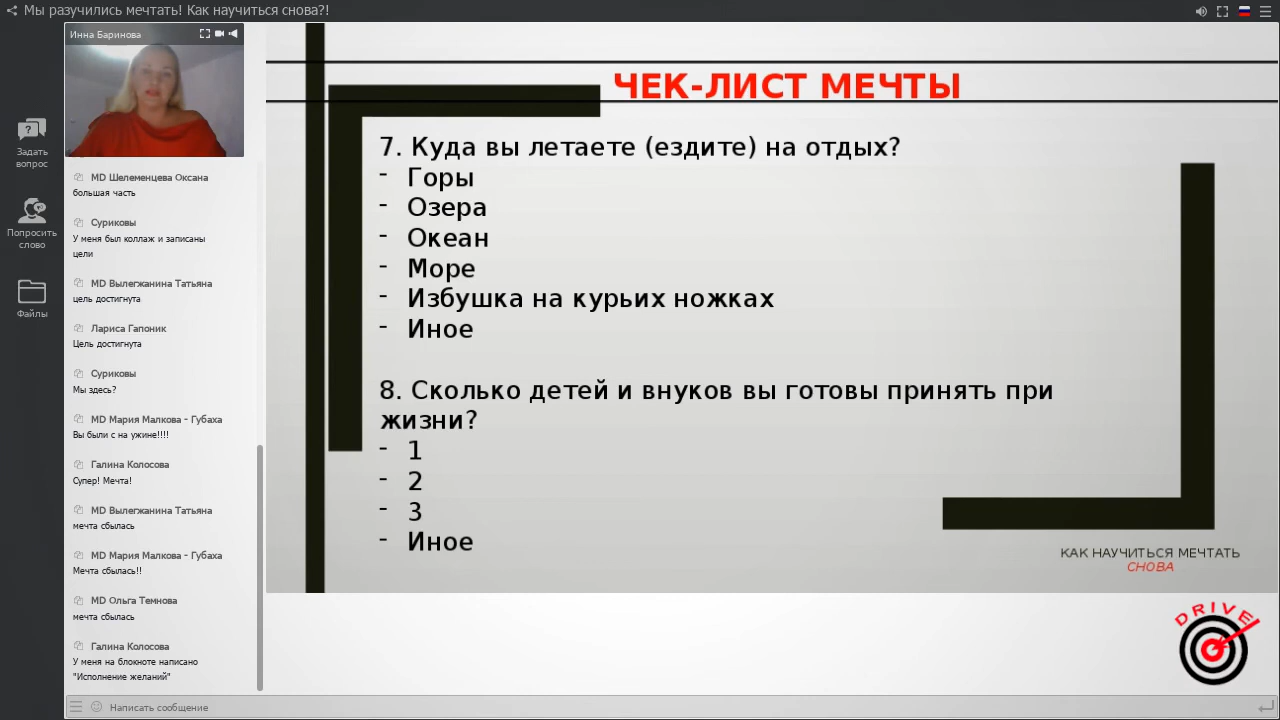 Мы разучились мечтать! Как научиться снова?!
Инна Баринова
Задать
вопрос
Попросить
слово
Файлы
MD Шелеменцева Оксана
большая часть
Суриковы
У меня был коллаж и записаны
цели
MD Вылегжанина Татьяна
цель достигнута
Лариса Гапоник
Цель достигнута
Суриковы
Мы здесь?
MD Мария Малкова - Губаха
Вы были с на ужине!!!!
Галина Колосова
Супер! Мечта!
MD Вылегжанина Татьяна
мечта сбылась
MD Мария Малкова - Губаха
Мечта сбылась!!
MD Ольга Темнова
мечта сбылась
Галина Колосова
У меня на блокноте написано
"Исполнение желаний"
Написать сообщение
ЧЕК-ЛИСТ МЕЧТЫ
7. Куда вы летаете (ездите) на отдых?
- Горы
- Озера
- Океан
- Море
- Избушка на курьих ножках
- Иное
8. Сколько детей и внуков вы готовы принять при
жизни?
- 1
- 2
- 3
- Иное
КАК НАУЧИТЬСЯ МЕЧТАТЬ
СНОВА
DRIVE